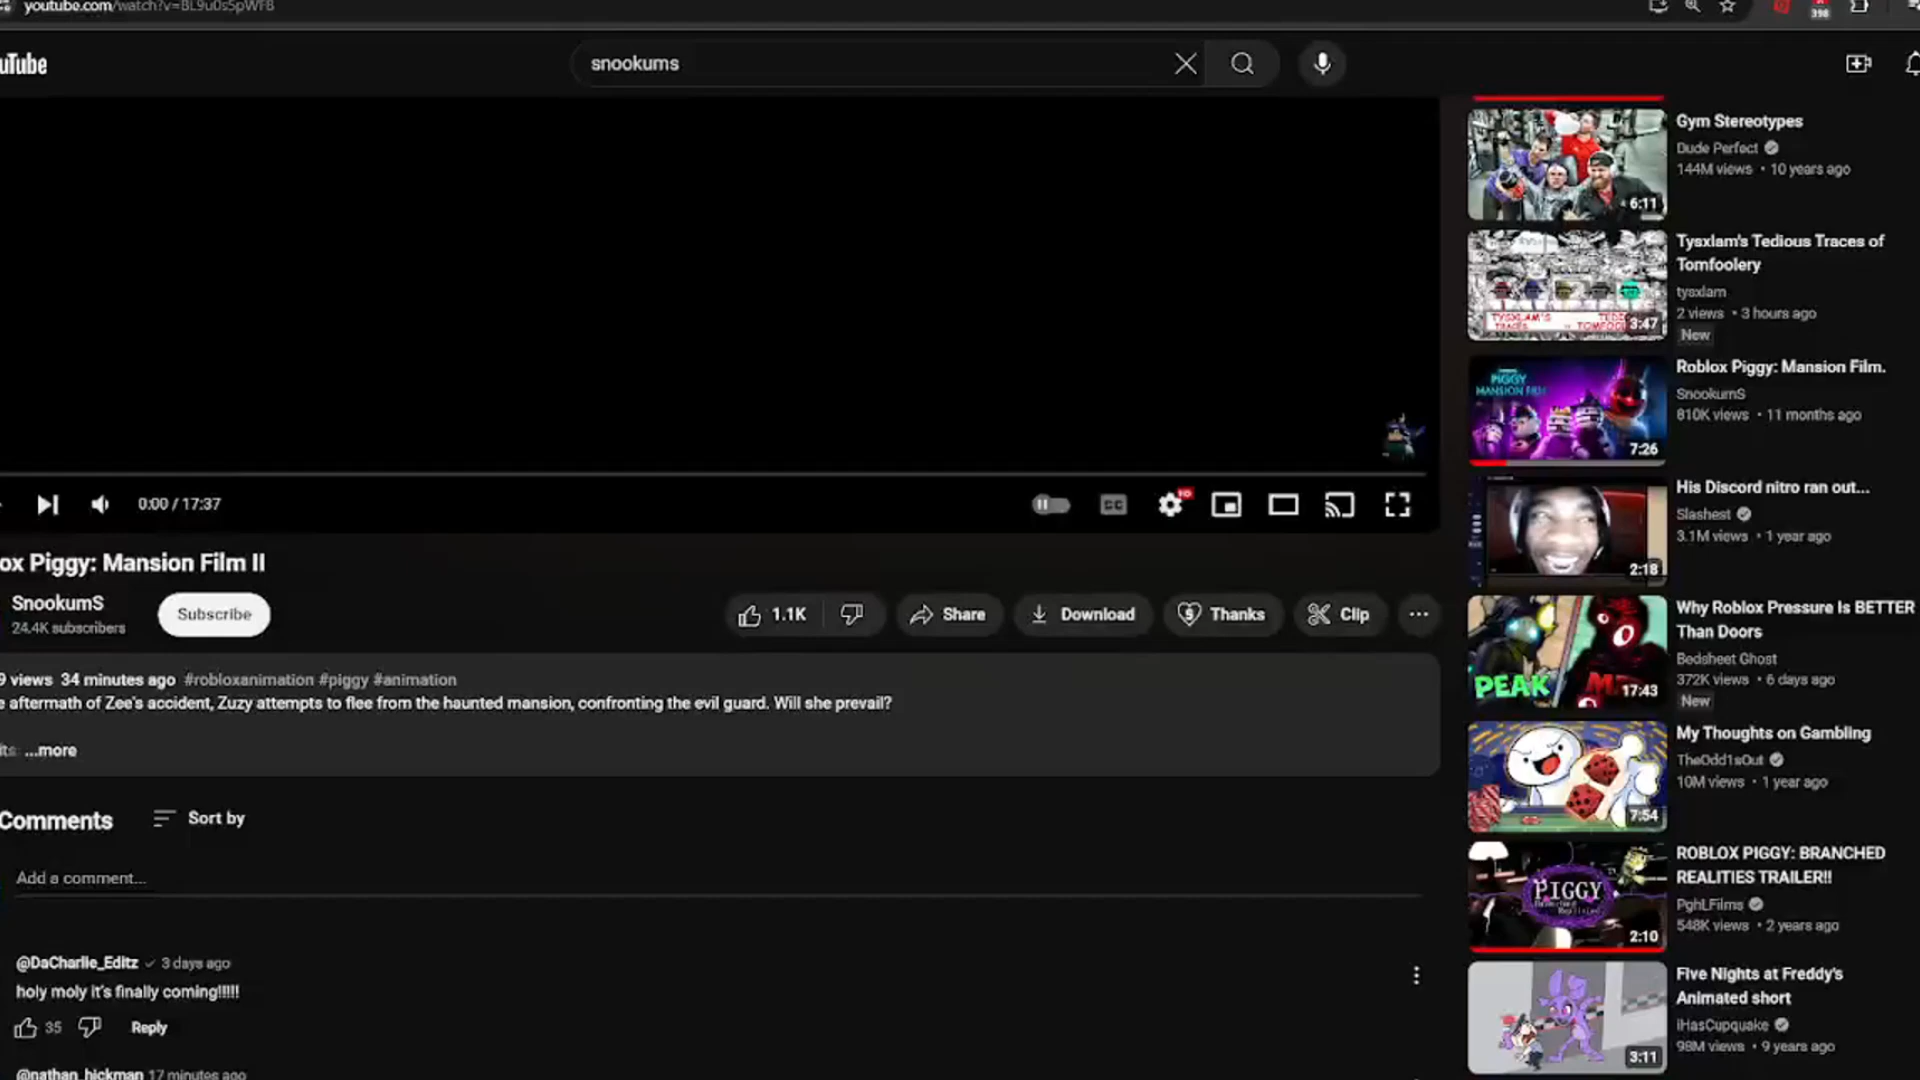 youtube.com/watch?v=BL9u0s5pWF8
398
uTube
snookums
0:00 / 17:37
CC
ox Piggy: Mansion Film II
SnookumS
24.4K subscribers
Subscribe
1.1K
Share
Download
Thanks
Clip
9 views 34 minutes ago #robloxanimation #piggy #animation
e aftermath of Zee's accident, Zuzy attempts to flee from the haunted mansion, confronting the evil guard. Will she prevail?
its ...more
Comments
Sort by
Add a comment...
@DaCharlie_Editz 3 days ago
holy moly it's finally coming!!!!!
35
Reply
@nathan_hickman 17 minutes ago
6:11
Gym Stereotypes
Dude Perfect
144M views • 10 years ago
TYSXLAM'S
TRACES
3:47
Tysxlam's Tedious Traces of
Tomfoolery
tysxlam
2 views • 3 hours ago
New
PIGGY
MANSION FILM
7:26
Roblox Piggy: Mansion Film.
SnookumS
810K views • 11 months ago
2:18
His Discord nitro ran out...
Slashest
3.1M views • 1 year ago
PEAK
17:43
Why Roblox Pressure Is BETTER
Than Doors
Bedsheet Ghost
372K views • 6 days ago
New
7:54
My Thoughts on Gambling
TheOdd1sOut
10M views • 1 year ago
PIGGY
2:10
ROBLOX PIGGY: BRANCHED
REALITIES TRAILER!!
PghLFilms
548K views • 2 years ago
3:11
Five Nights at Freddy's
Animated short
iHasCupquake
98M views • 9 years ago